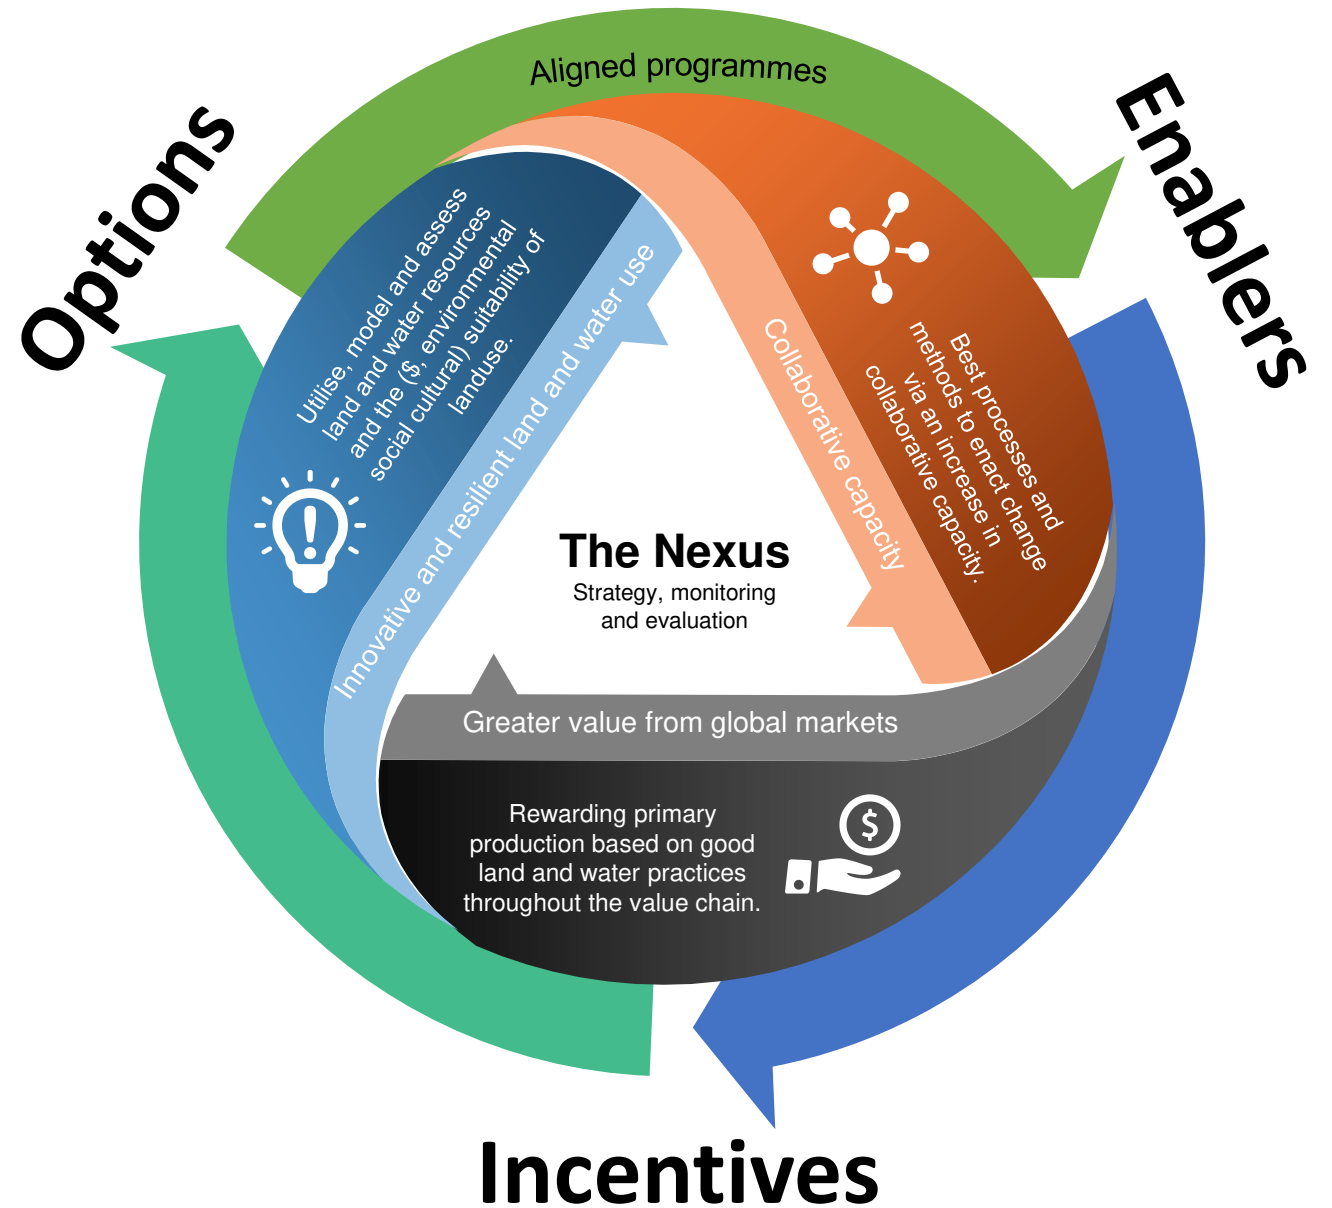 Aligned programmes
Options
Enablers
Utilise, model and assess
land and water resources
and the ($, environmental
social cultural) suitability of
landuse.
Innovative and resilient land and water use
Collaborative capacity
Best processes and
methods to enact change
via an increase in
collaborative capacity.
The Nexus
Strategy, monitoring
and evaluation
Greater value from global markets
Rewarding primary
production based on good
land and water practices
throughout the value chain.
$
Incentives